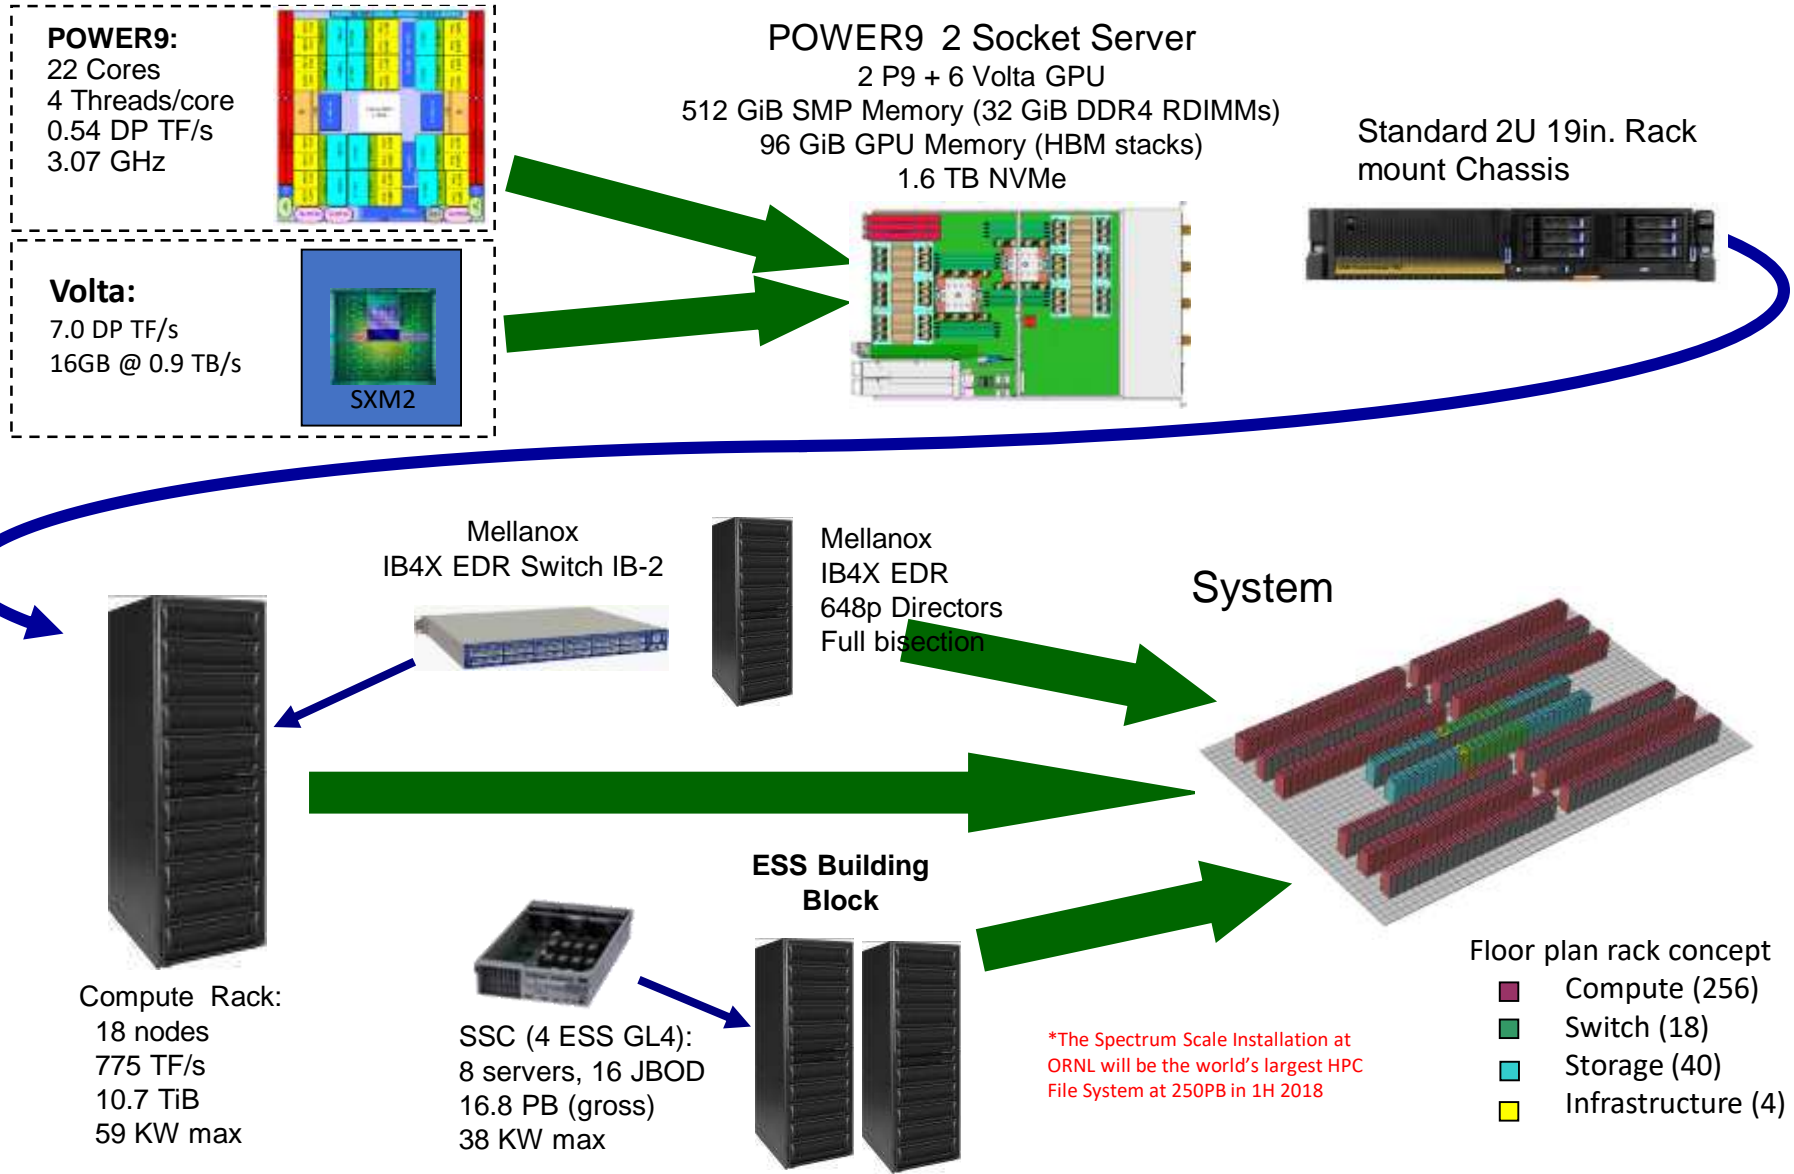 POWER9:
22 Cores
4 Threads/core
0.54 DP TF/s
3.07 GHz
Volta:
7.0 DP TF/s
16GB @ 0.9 TB/s
SXM2
POWER9 2 Socket Server
2 P9 + 6 Volta GPU
512 GiB SMP Memory (32 GiB DDR4 RDIMMs)
96 GiB GPU Memory (HBM stacks)
1.6 TB NVMe
Standard 2U 19in. Rack
mount Chassis
Mellanox
IB4X EDR Switch IB-2
Mellanox
IB4X EDR
648p Directors
Full bisection
System
Compute Rack:
18 nodes
775 TF/s
10.7 TiB
59 KW max
SSC (4 ESS GL4):
8 servers, 16 JBOD
16.8 PB (gross)
38 KW max
ESS Building
Block
*The Spectrum Scale Installation at
ORNL will be the world’s largest HPC
File System at 250PB in 1H 2018
Floor plan rack concept
Compute (256)
Switch (18)
Storage (40)
Infrastructure (4)